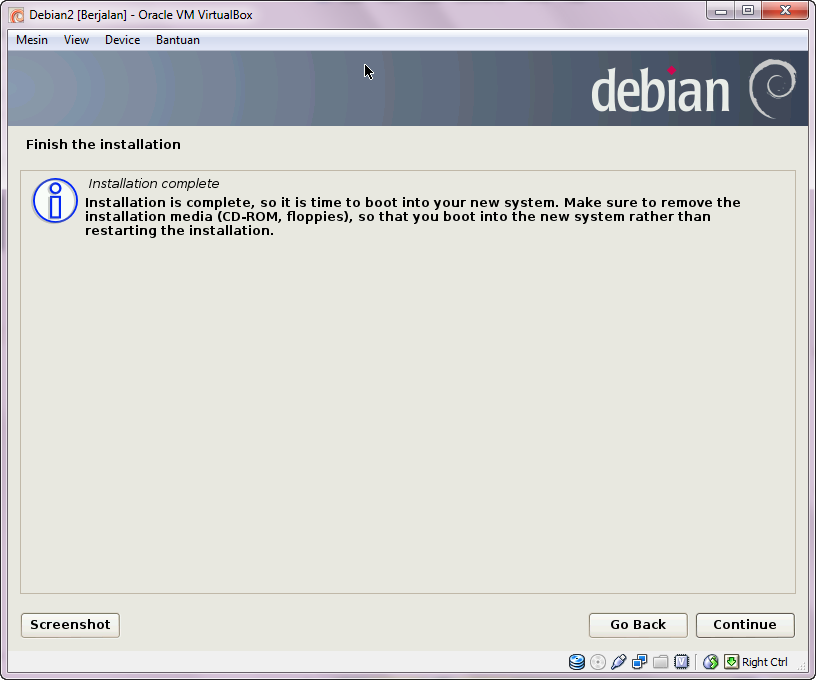 Debian2 [Berjalan] - Oracle VM VirtualBox
Mesin View Device Bantuan
debian
Finish the installation
Installation complete
Installation is complete, so it is time to boot into your new system. Make sure to remove the
installation media (CD-ROM, floppies), so that you boot into the new system rather than
restarting the installation.
Screenshot Go Back Continue
Right Ctrl